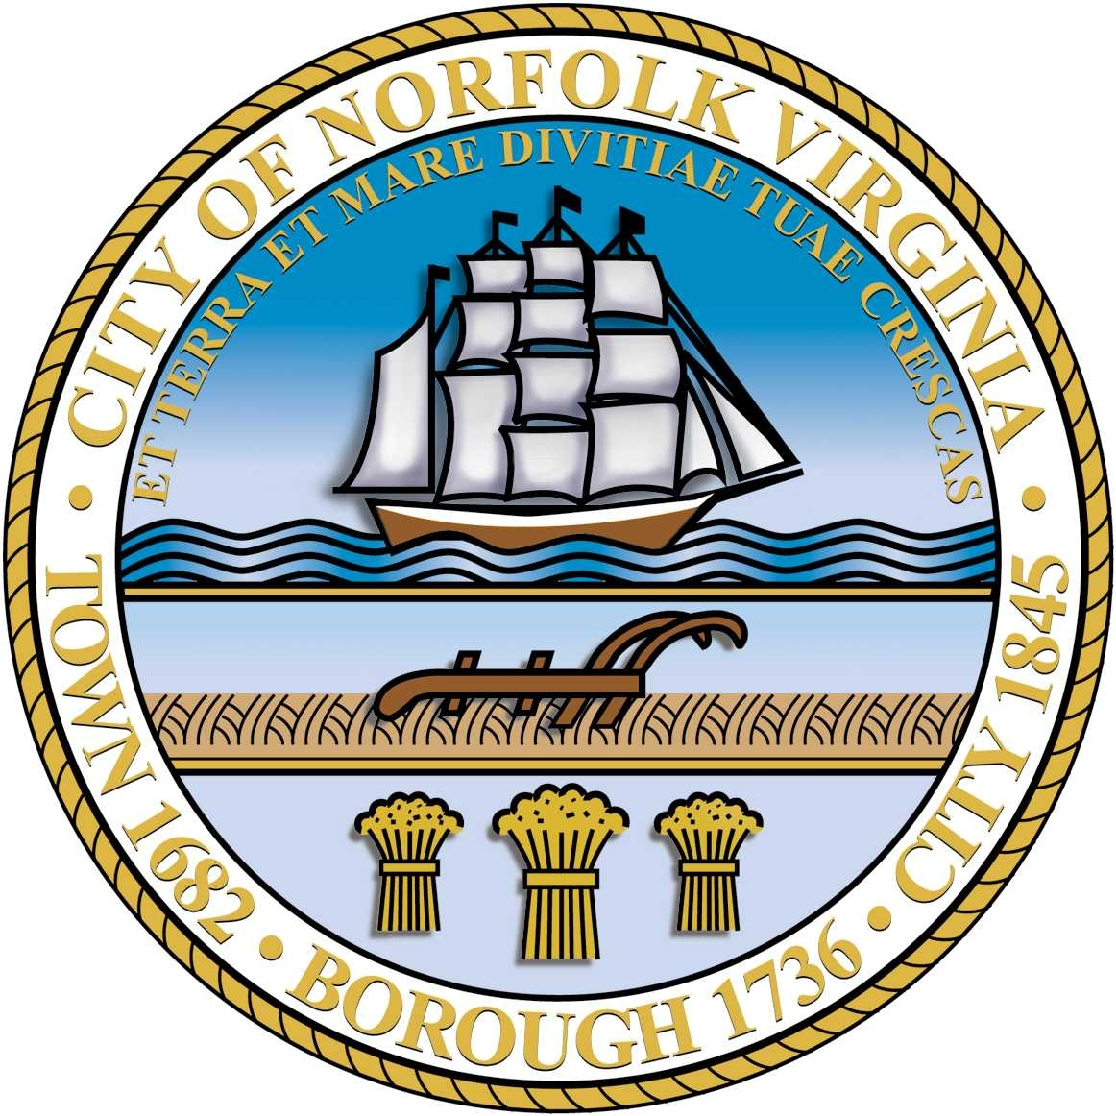 · CITY OF NORFOLK VIRGINIA ·
ET TERRA ET MARE DIVITIAE TUAE CRESCAS
TOWN 1682 · BOROUGH 1736 · CITY 1845